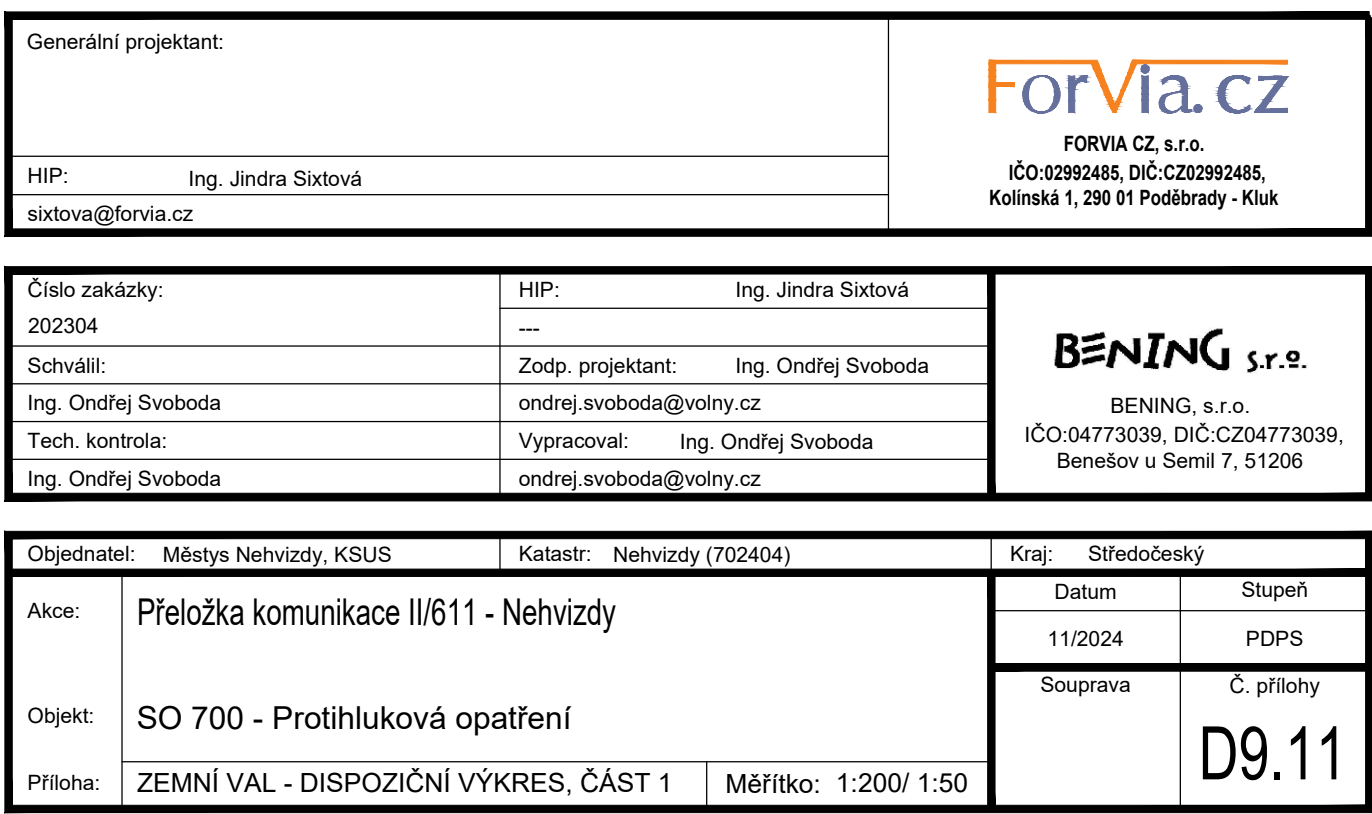 Generální projektant:
HIP: Ing. Jindra Sixtová
sixtova@forvia.cz
ForVia.cz
FORVIA CZ, s.r.o.
IČO:02992485, DIČ:CZ02992485,
Kolínská 1, 290 01 Poděbrady - Kluk
Číslo zakázky:
202304
Schválil:
Ing. Ondřej Svoboda
Tech. kontrola:
Ing. Ondřej Svoboda
HIP: Ing. Jindra Sixtová
---
Zodp. projektant: Ing. Ondřej Svoboda
ondrej.svoboda@volny.cz
Vypracoval: Ing. Ondřej Svoboda
ondrej.svoboda@volny.cz
BENING s.r.o.
BENING, s.r.o.
IČO:04773039, DIČ:CZ04773039,
Benešov u Semil 7, 51206
Objednatel: Městys Nehvizdy, KSUS Katastr: Nehvizdy (702404) Kraj: Středočeský
Akce: Přeložka komunikace II/611 - Nehvizdy
Datum Stupeň
11/2024 PDPS
Objekt: SO 700 - Protihluková opatření
Souprava Č. přílohy
D9.11
Příloha: ZEMNÍ VAL - DISPOZIČNÍ VÝKRES, ČÁST 1 Měřítko: 1:200/ 1:50